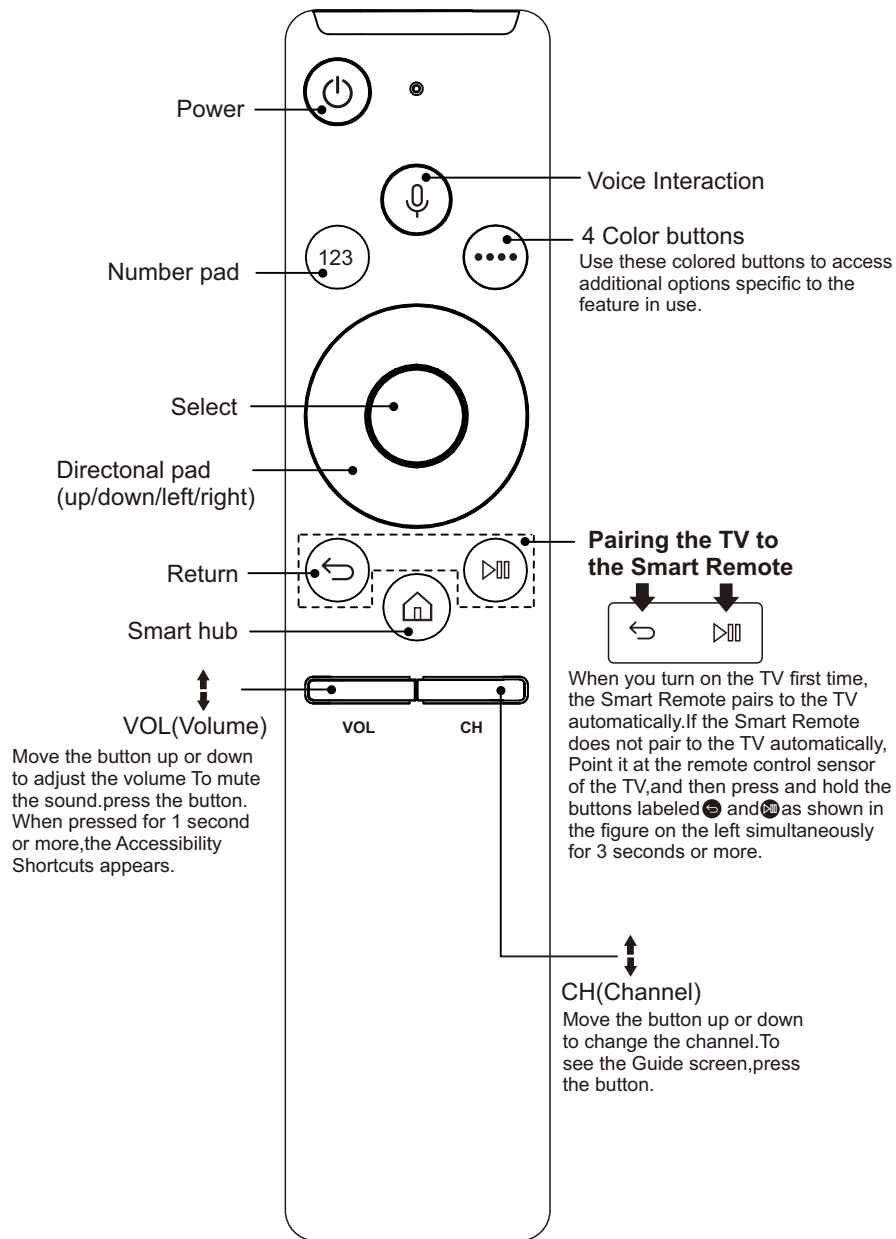 Power
Voice Interaction
4 Color buttons
Use these colored buttons to access
additional options specific to the
feature in use.
123
Number pad
Select
Directonal pad
(up/down/left/right)
Return
Smart hub
Pairing the TV to
the Smart Remote
When you turn on the TV first time,
the Smart Remote pairs to the TV
automatically.If the Smart Remote
does not pair to the TV automatically,
Point it at the remote control sensor
of the TV,and then press and hold the
buttons labeled and as shown in
the figure on the left simultaneously
for 3 seconds or more.
VOL
CH
VOL(Volume)
Move the button up or down
to adjust the volume To mute
the sound.press the button.
When pressed for 1 second
or more,the Accessibility
Shortcuts appears.
CH(Channel)
Move the button up or down
to change the channel.To
see the Guide screen,press
the button.